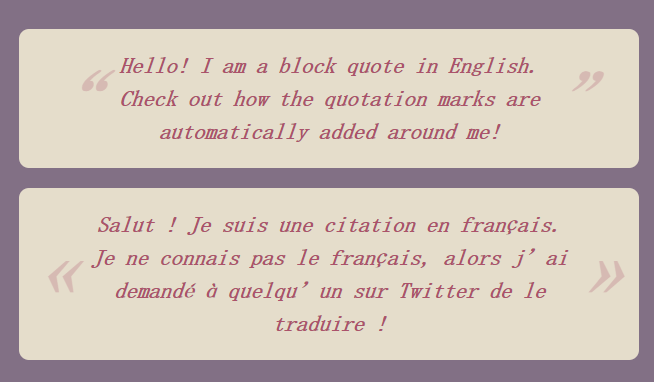 “ Hello! I am a block quote in English. ”
Check out how the quotation marks are
automatically added around me!
Salut ! Je suis une citation en français.
« Je ne connais pas le français, alors j’ai »
demandé à quelqu’un sur Twitter de le
traduire !